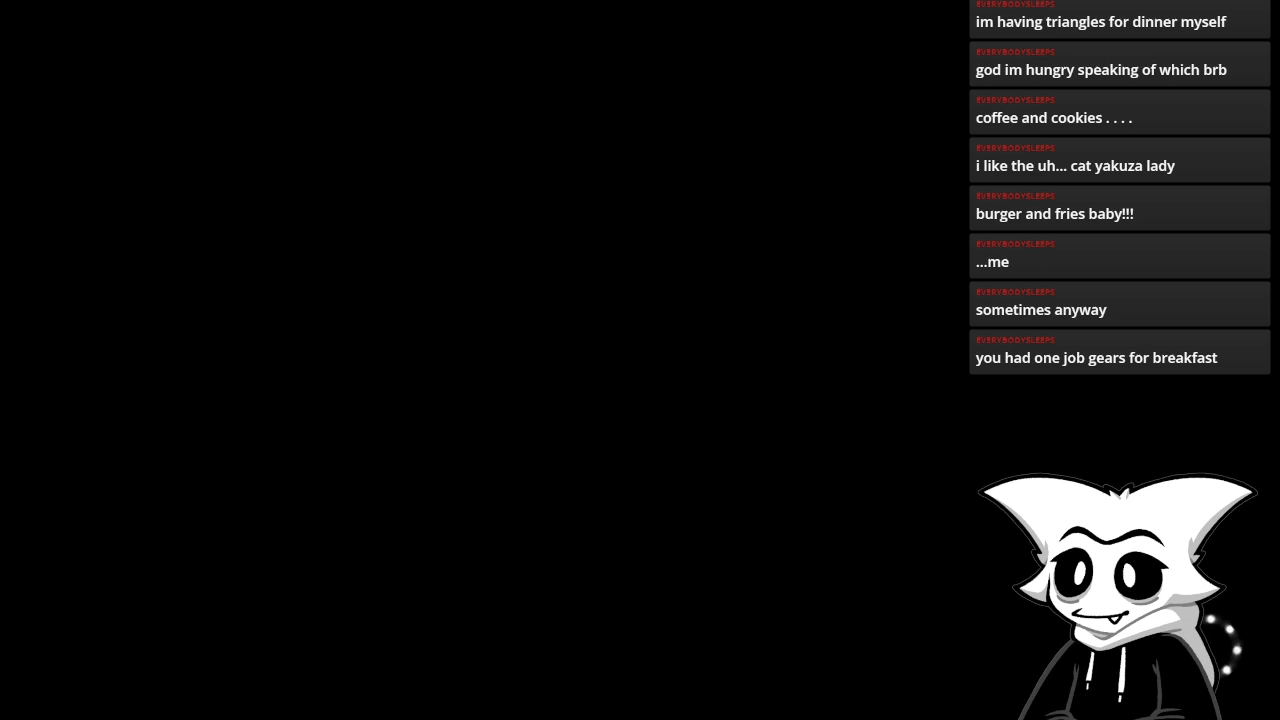 EVERYBODYSLEEPS
im having triangles for dinner myself
EVERYBODYSLEEPS
god im hungry speaking of which brb
EVERYBODYSLEEPS
coffee and cookies . . . .
EVERYBODYSLEEPS
i like the uh... cat yakuza lady
EVERYBODYSLEEPS
burger and fries baby!!!
EVERYBODYSLEEPS
...me
EVERYBODYSLEEPS
sometimes anyway
EVERYBODYSLEEPS
you had one job gears for breakfast